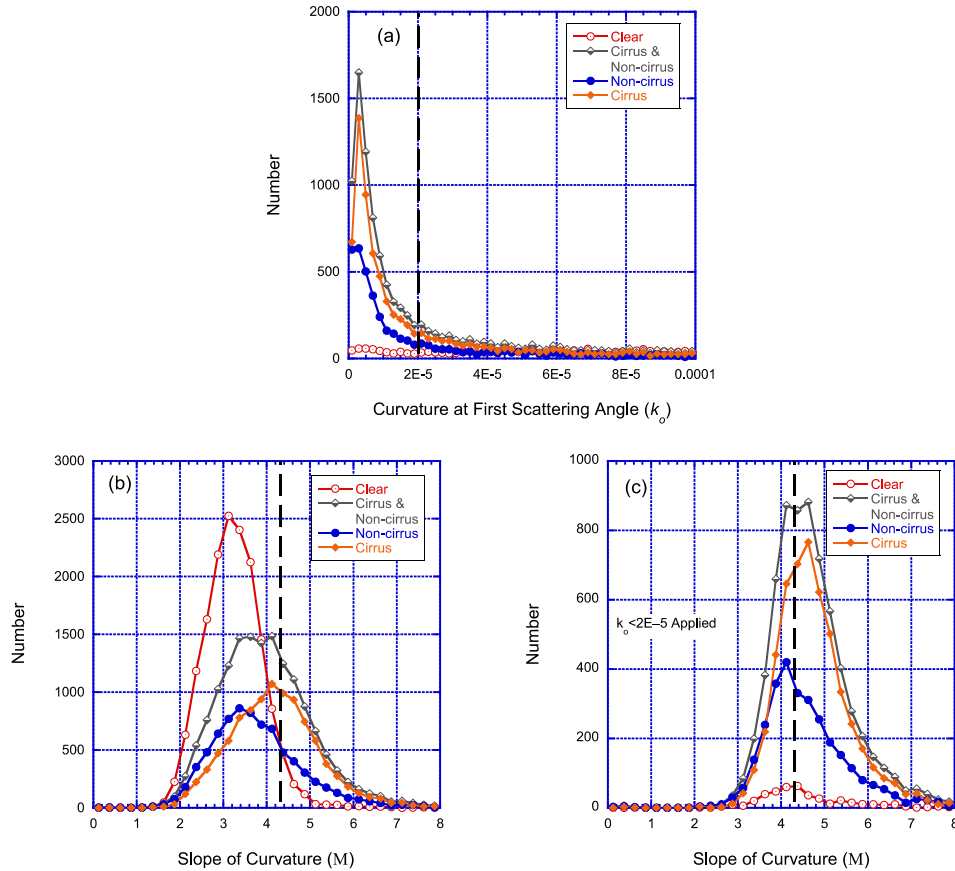 (a)
Clear
Cirrus &
Non-cirrus
Non-cirrus
Cirrus
2000
1500
1000
500
0
Number
0 2E-5 4E-5 6E-5 8E-5 0.0001
Curvature at First Scattering Angle (kₒ)
(b)
Clear
Cirrus &
Non-cirrus
Non-cirrus
Cirrus
3000
2500
2000
1500
1000
500
0
Number
0 1 2 3 4 5 6 7 8
Slope of Curvature (M)
(c)
Clear
Cirrus &
Non-cirrus
Non-cirrus
Cirrus
kₒ<2E–5 Applied
1000
800
600
400
200
0
Number
0 1 2 3 4 5 6 7 8
Slope of Curvature (M)